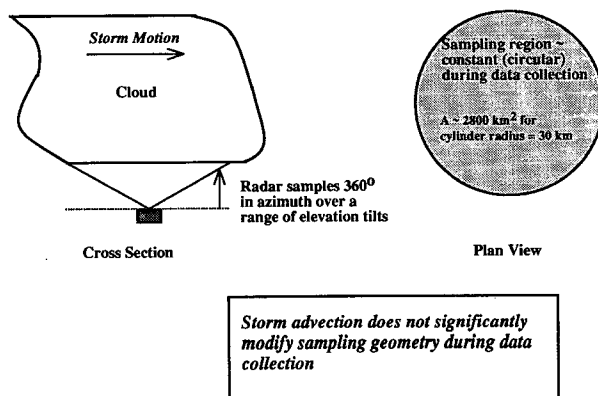 Storm Motion
Cloud
Radar samples 360o
in azimuth over a
range of elevation tilts
Cross Section
Sampling region ~
constant (circular)
during data collection
A ~ 2800 km2 for
cylinder radius = 30 km
Plan View
Storm advection does not significantly
modify sampling geometry during data
collection